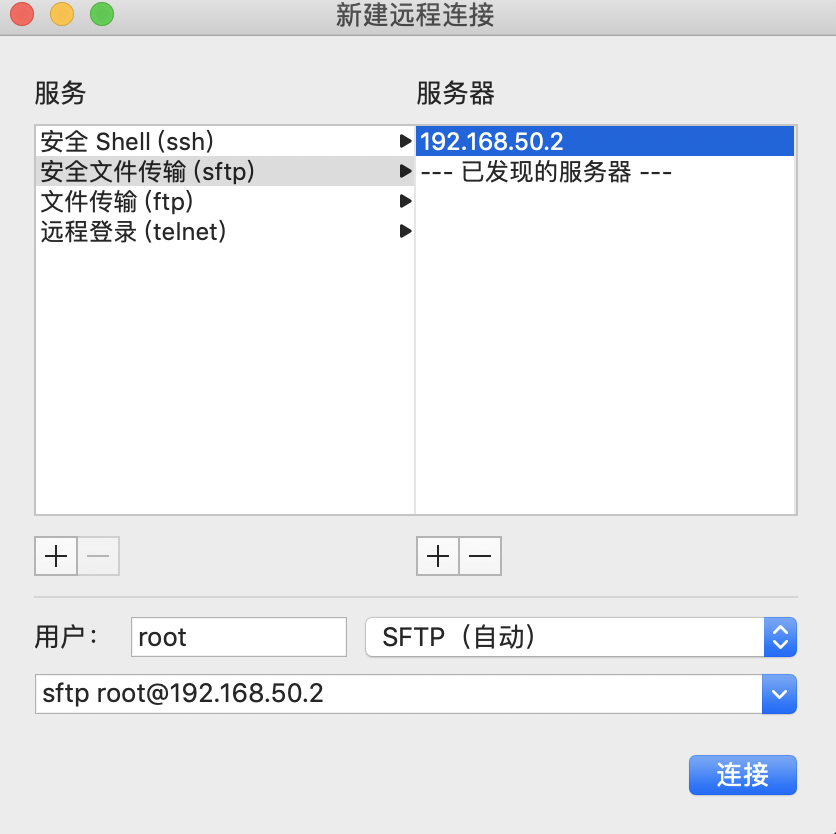 新建远程连接
服务
服务器
安全 Shell (ssh)
安全文件传输 (sftp)
文件传输 (ftp)
远程登录 (telnet)
192.168.50.2
--- 已发现的服务器 ---
用户：
root
SFTP（自动）
sftp root@192.168.50.2
连接